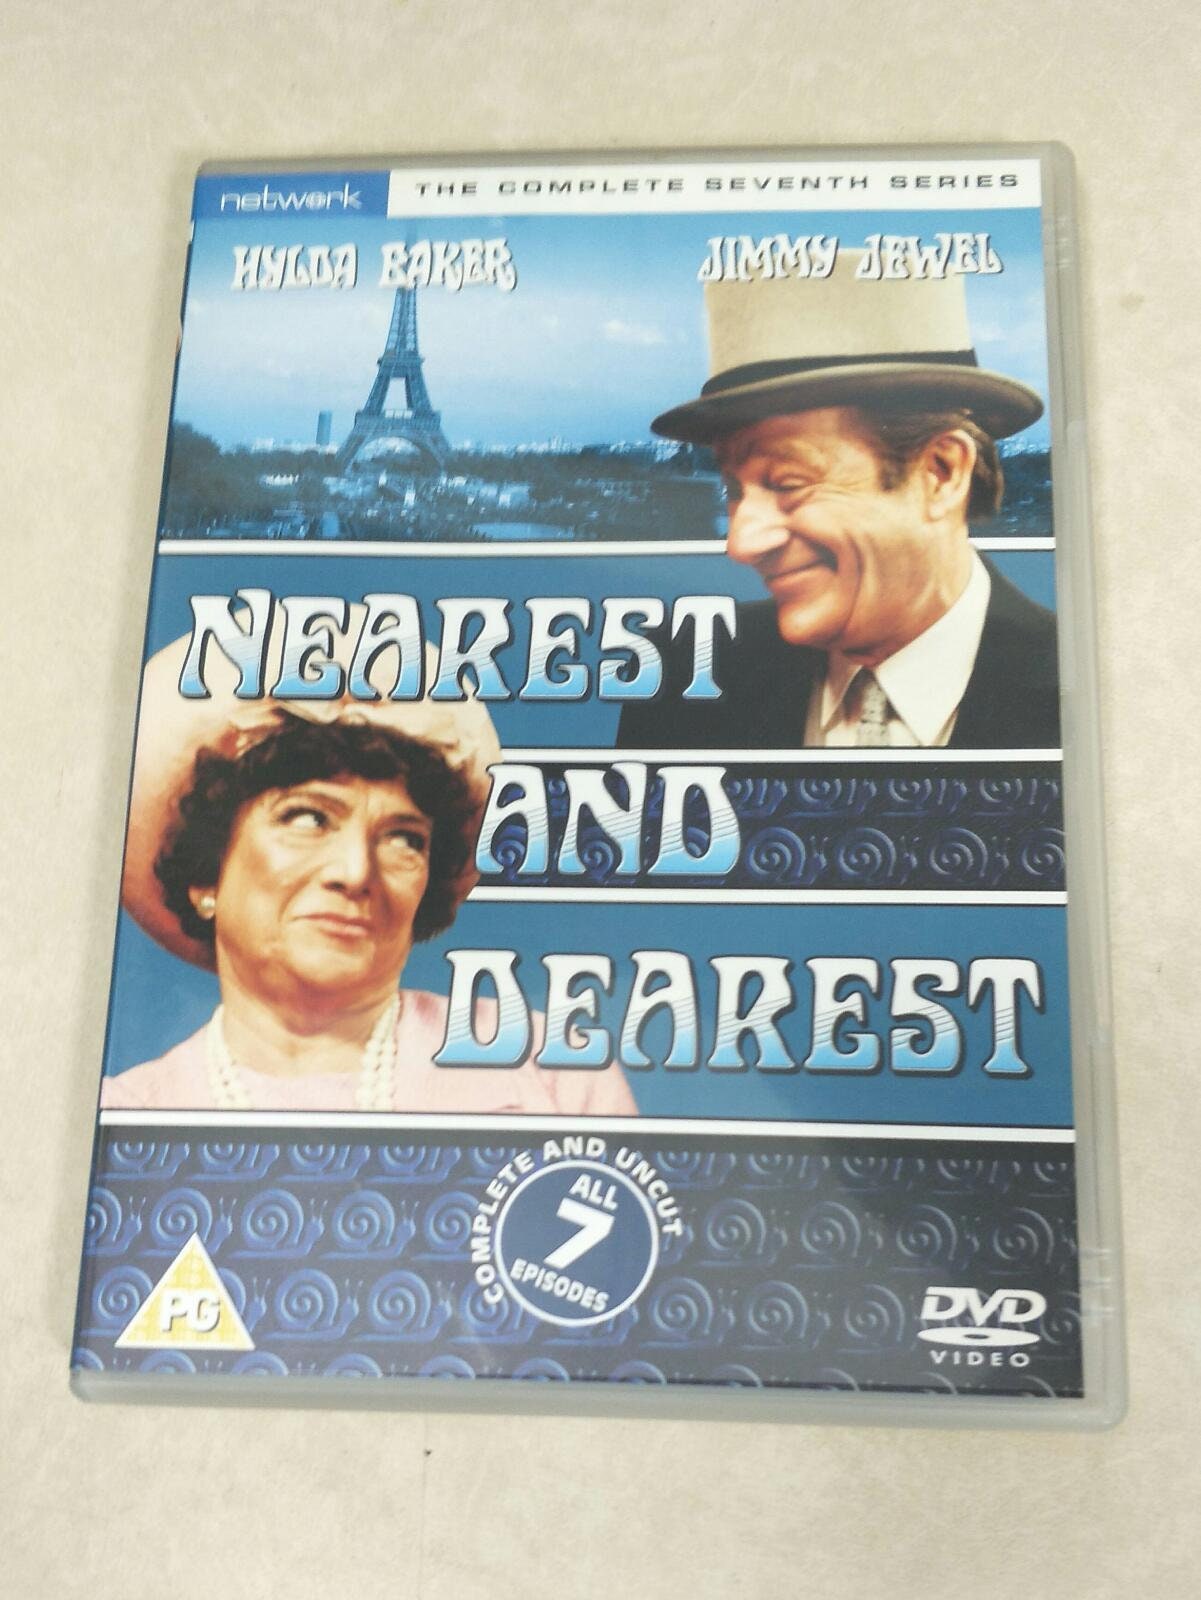 network
THE COMPLETE SEVENTH SERIES
HYLDA BAKER
JIMMY JEWEL
NEAREST
AND
DEAREST
COMPLETE AND UNCUT
ALL
7
EPISODES
PG
DVD
VIDEO